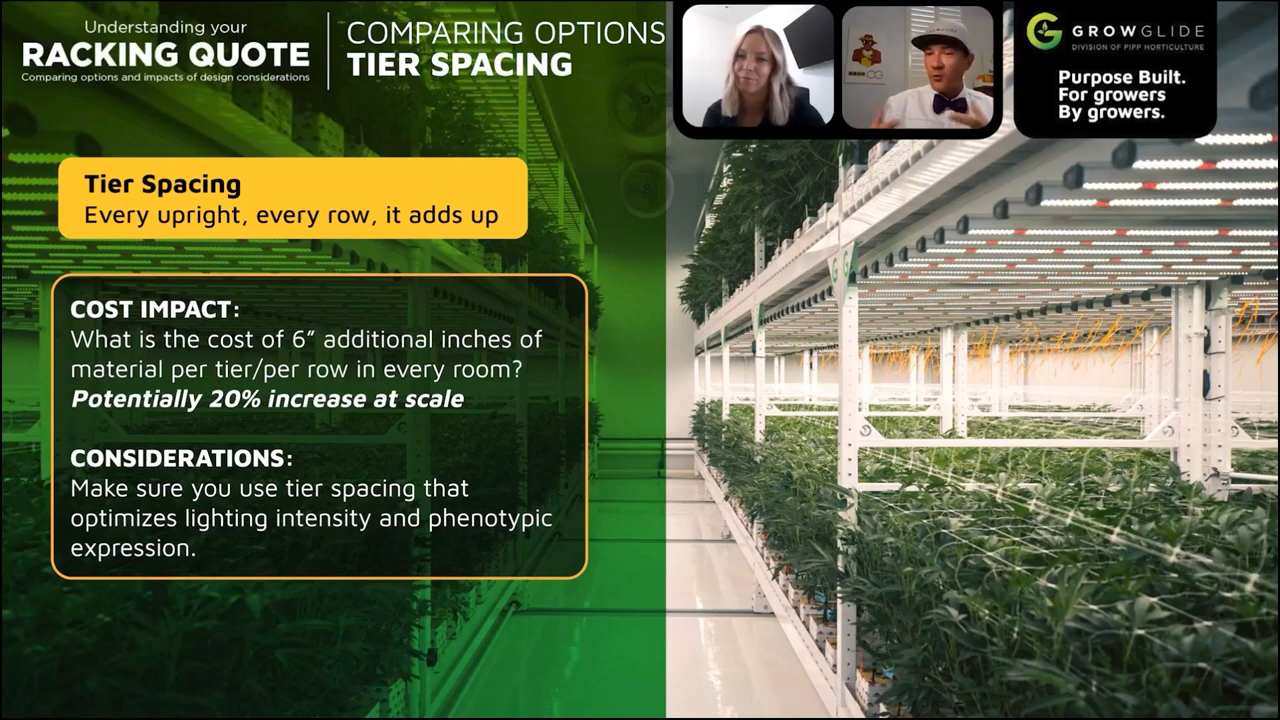 Understanding your
RACKING QUOTE
Comparing options and impacts of design considerations
COMPARING OPTIONS
TIER SPACING
GROWGLIDE
DIVISION OF PIPP HORTICULTURE
Purpose Built.
For growers
By growers.
Tier Spacing
Every upright, every row, it adds up
COST IMPACT:
What is the cost of 6” additional inches of
material per tier/per row in every room?
Potentially 20% increase at scale
CONSIDERATIONS:
Make sure you use tier spacing that
optimizes lighting intensity and phenotypic
expression.